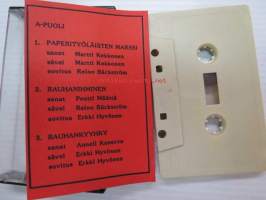 A-PUOLI
1. PAPERITYÖLÄISTEN MARSSI
sanat Martti Kekkonen
sävel Martti Kekkonen
sovitus Reino Bäckström
2. RAUHANIHMINEN
sanat Pentti Määttä
sävel Reino Bäckström
sovitus Erkki Hyvönen
3. RAUHANKYYHKY
sanat Anneli Kanerva
sävel Erkki Hyvönen
sovitus Erkki Hyvönen